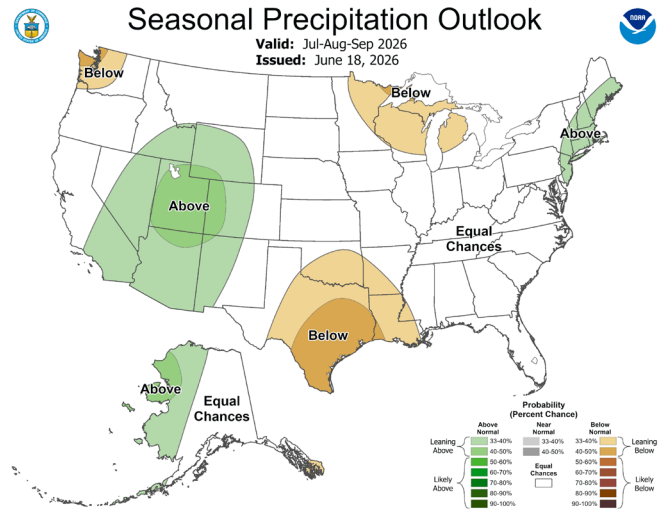 Seasonal Precipitation Outlook
Valid: Jul-Aug-Sep 2026
Issued: June 18, 2026
NOAA
Below
Below
Above
Above
Equal
Chances
Below
Above
Equal
Chances
Probability
(Percent Chance)
Above
Normal
Near
Normal
Below
Normal
Leaning
Above
33-40%
33-40%
33-40%
Leaning
Below
40-50%
40-50%
40-50%
50-60%
Equal
Chances
50-60%
Likely
Above
60-70%
60-70%
Likely
Below
70-80%
70-80%
80-90%
80-90%
90-100%
90-100%